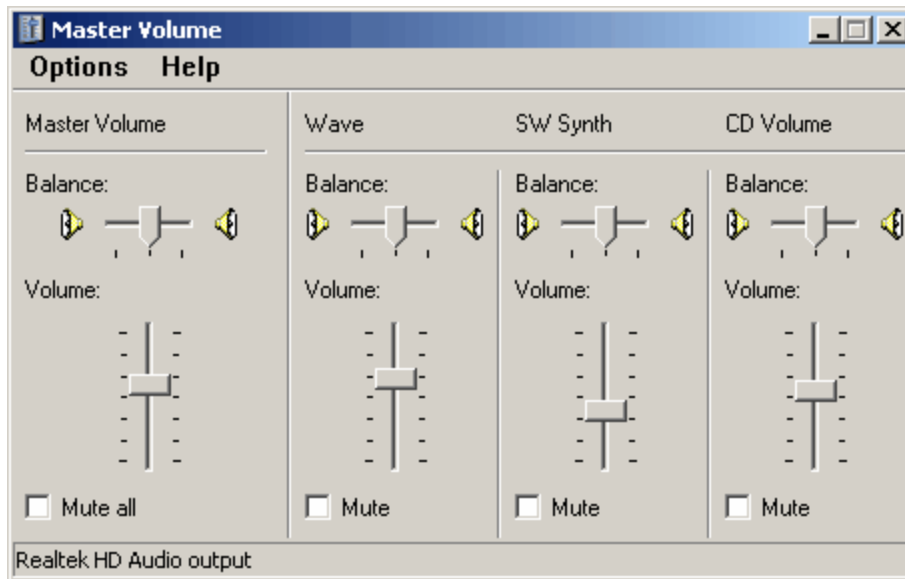 Master Volume
Options Help
Master Volume Wave SW Synth CD Volume
Balance: Balance: Balance: Balance:
Volume: Volume: Volume: Volume:
Mute all Mute Mute Mute
Realtek HD Audio output